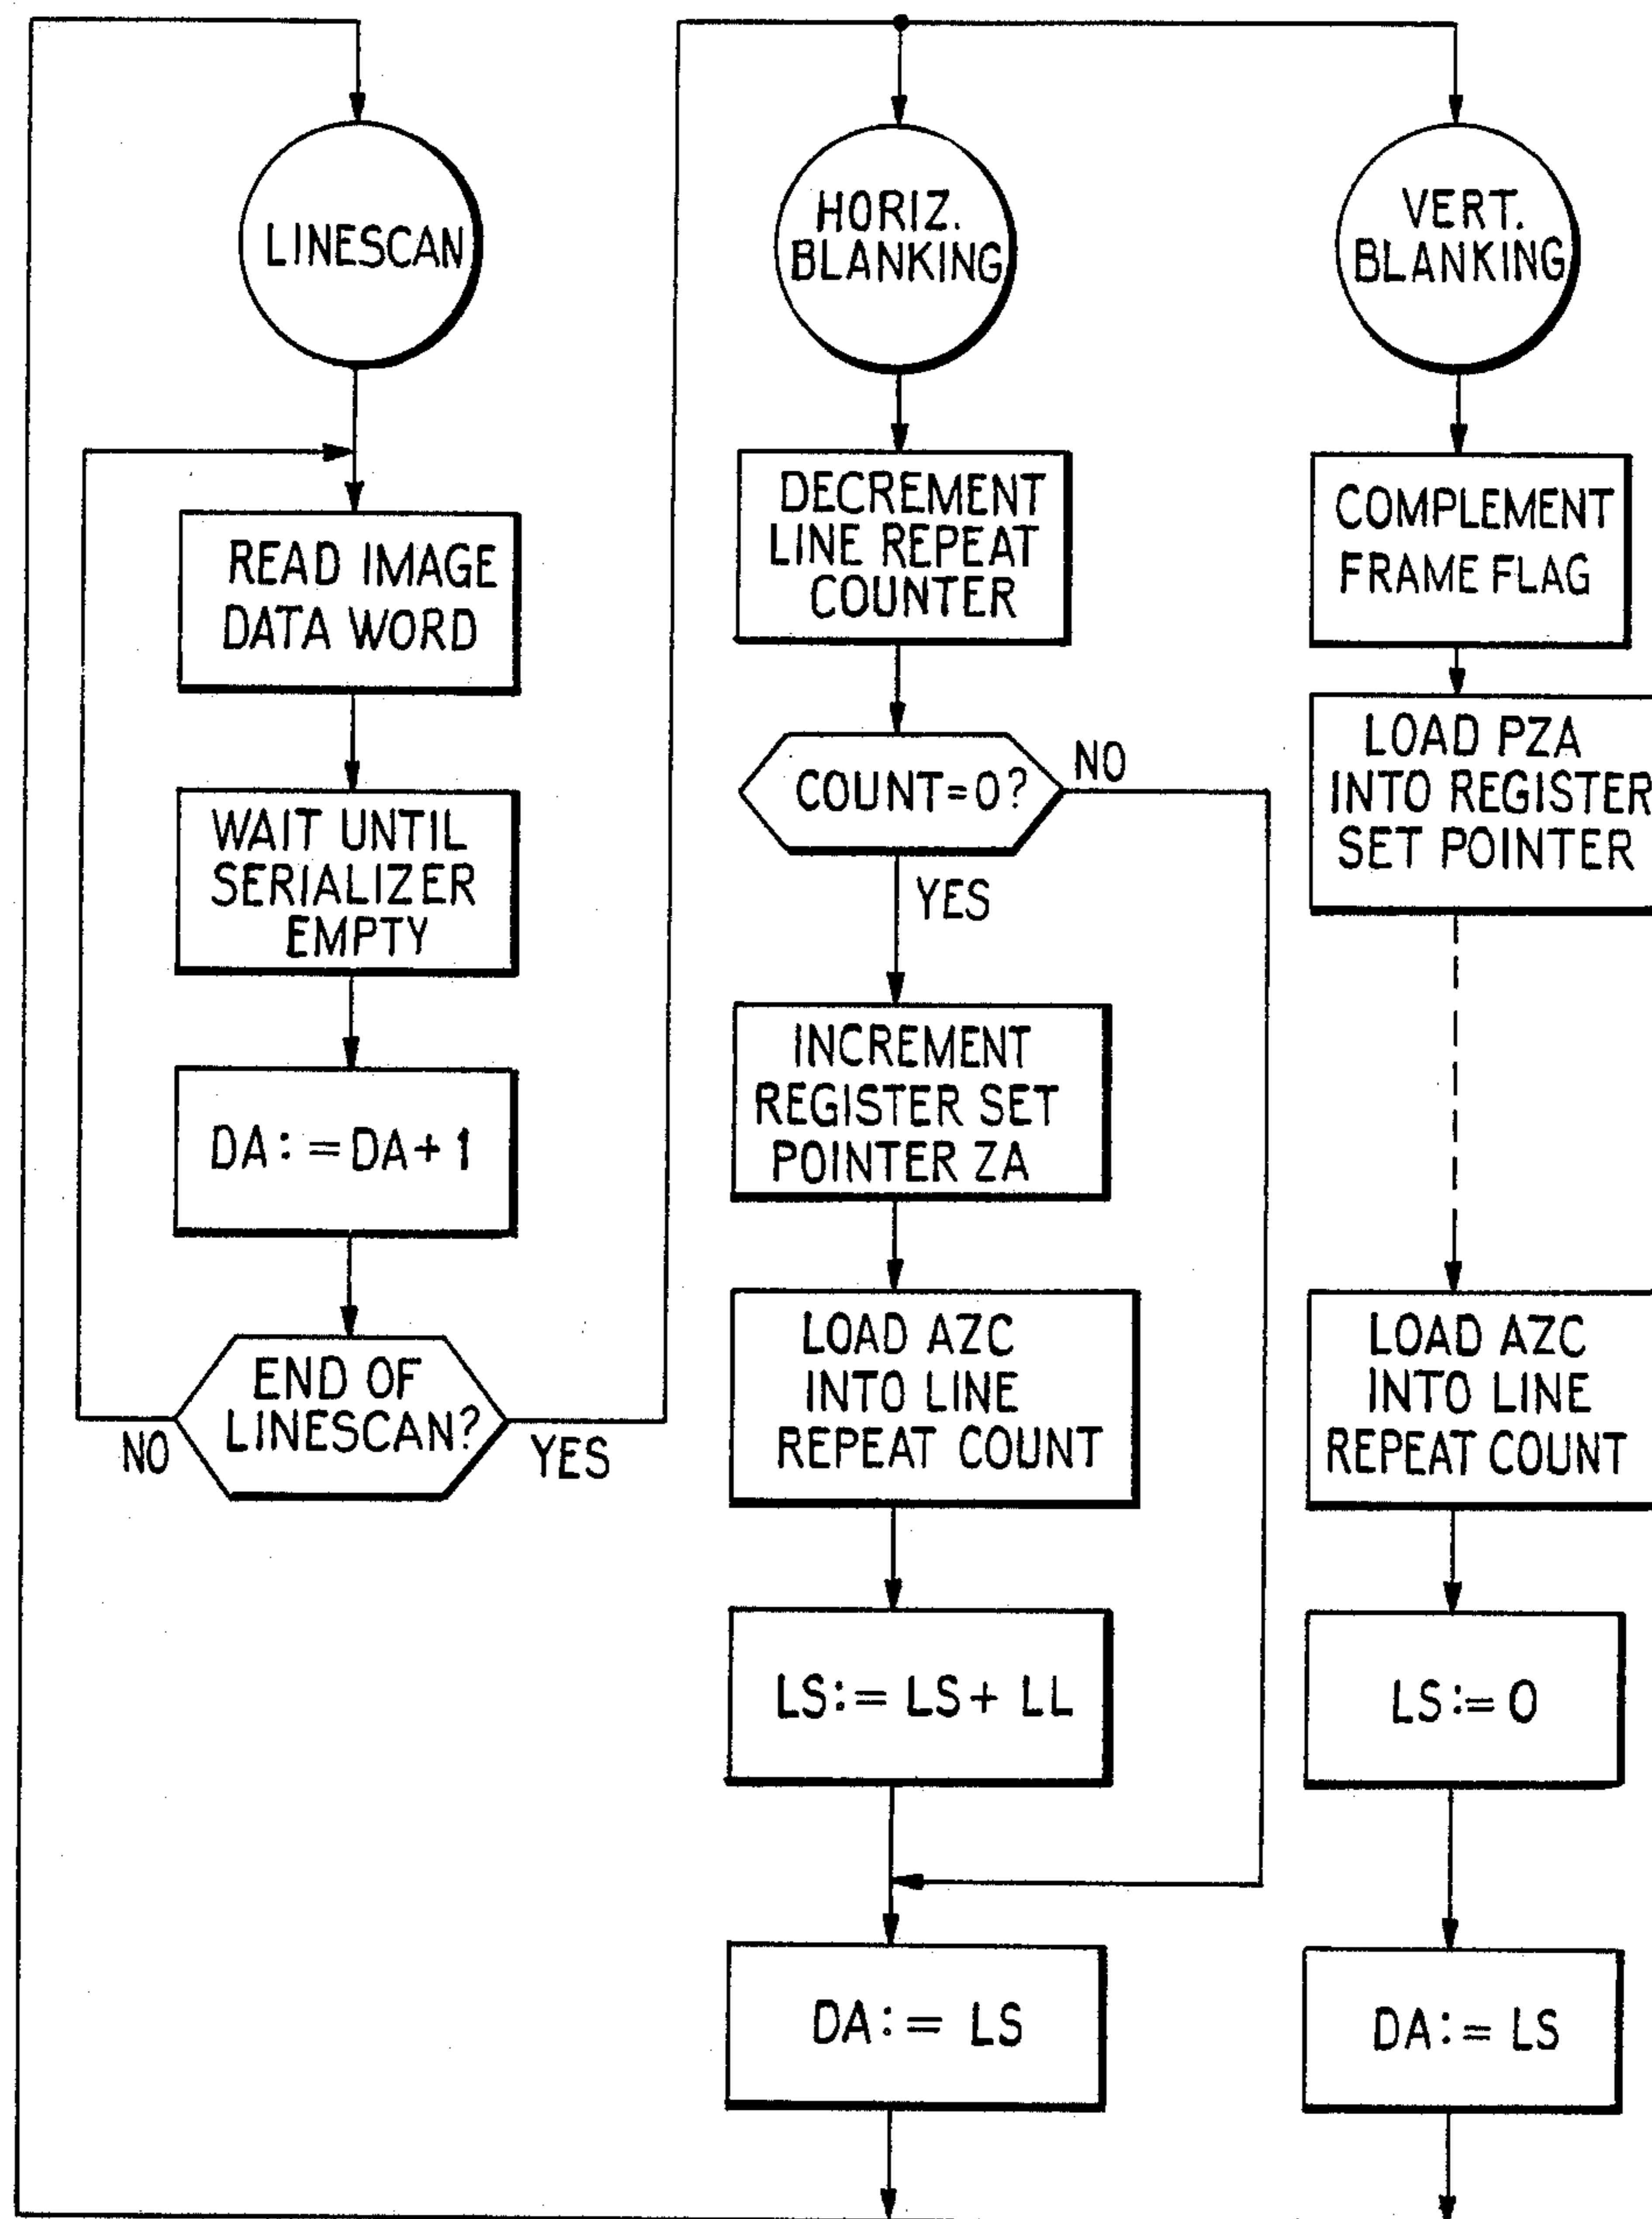 LINESCAN
READ IMAGE
DATA WORD
WAIT UNTIL
SERIALIZER
EMPTY
DA:=DA+1
END OF
LINESCAN?
NO
YES
HORIZ.
BLANKING
DECREMENT
LINE REPEAT
COUNTER
COUNT=0?
NO
YES
INCREMENT
REGISTER SET
POINTER ZA
LOAD AZC
INTO LINE
REPEAT COUNT
LS:= LS+ LL
DA:= LS
VERT.
BLANKING
COMPLEMENT
FRAME FLAG
LOAD PZA
INTO REGISTER
SET POINTER
LOAD AZC
INTO LINE
REPEAT COUNT
LS:=0
DA:= LS